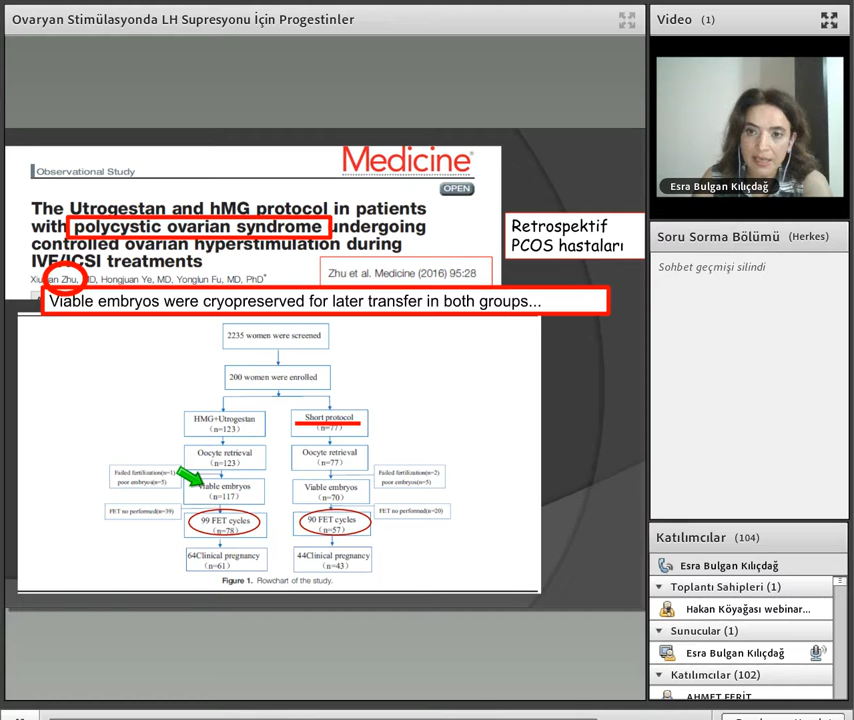 Ovaryan Stimülasyonda LH Supresyonu İçin Progestinler
Observational Study
Medicine
OPEN
The Utrogestan and hMG protocol in patients
with polycystic ovarian syndrome undergoing
controlled ovarian hyperstimulation during
IVF/ICSI treatments
Zhu, MD, Hongjuan Ye, MD, Yonglun Fu, MD, PhD*
Zhu et al. Medicine (2016) 95:28
Retrospektif
PCOS hastaları
Viable embryos were cryopreserved for later transfer in both groups...
2235 women were screened
200 women were enrolled
HMG+Utrogestan
(n=123)
Short protocol
(n=77)
Oocyte retrieval
(n=123)
Oocyte retrieval
(n=77)
Failed fertilization(n=1)
poor embryos(n=5)
Failed fertilization(n=2)
poor embryos(n=5)
Viable embryos
(n=117)
Viable embryos
(n=70)
FET no performed(n=39)
FET no performed(n=20)
99 FET cycles
(n=78)
90 FET cycles
(n=57)
64Clinical pregnancy
(n=61)
44Clinical pregnancy
(n=43)
Figure 1. Flowchart of the study.
Video (1)
Esra Bulgan Kılıçdağ
Soru Sorma Bölümü (Herkes)
Sohbet geçmişi silindi
Katılımcılar (104)
Esra Bulgan Kılıçdağ
Toplantı Sahipleri (1)
Hakan Köyağası webinar...
Sunucular (1)
Esra Bulgan Kılıçdağ
Katılımcılar (102)
AHMET FERİT